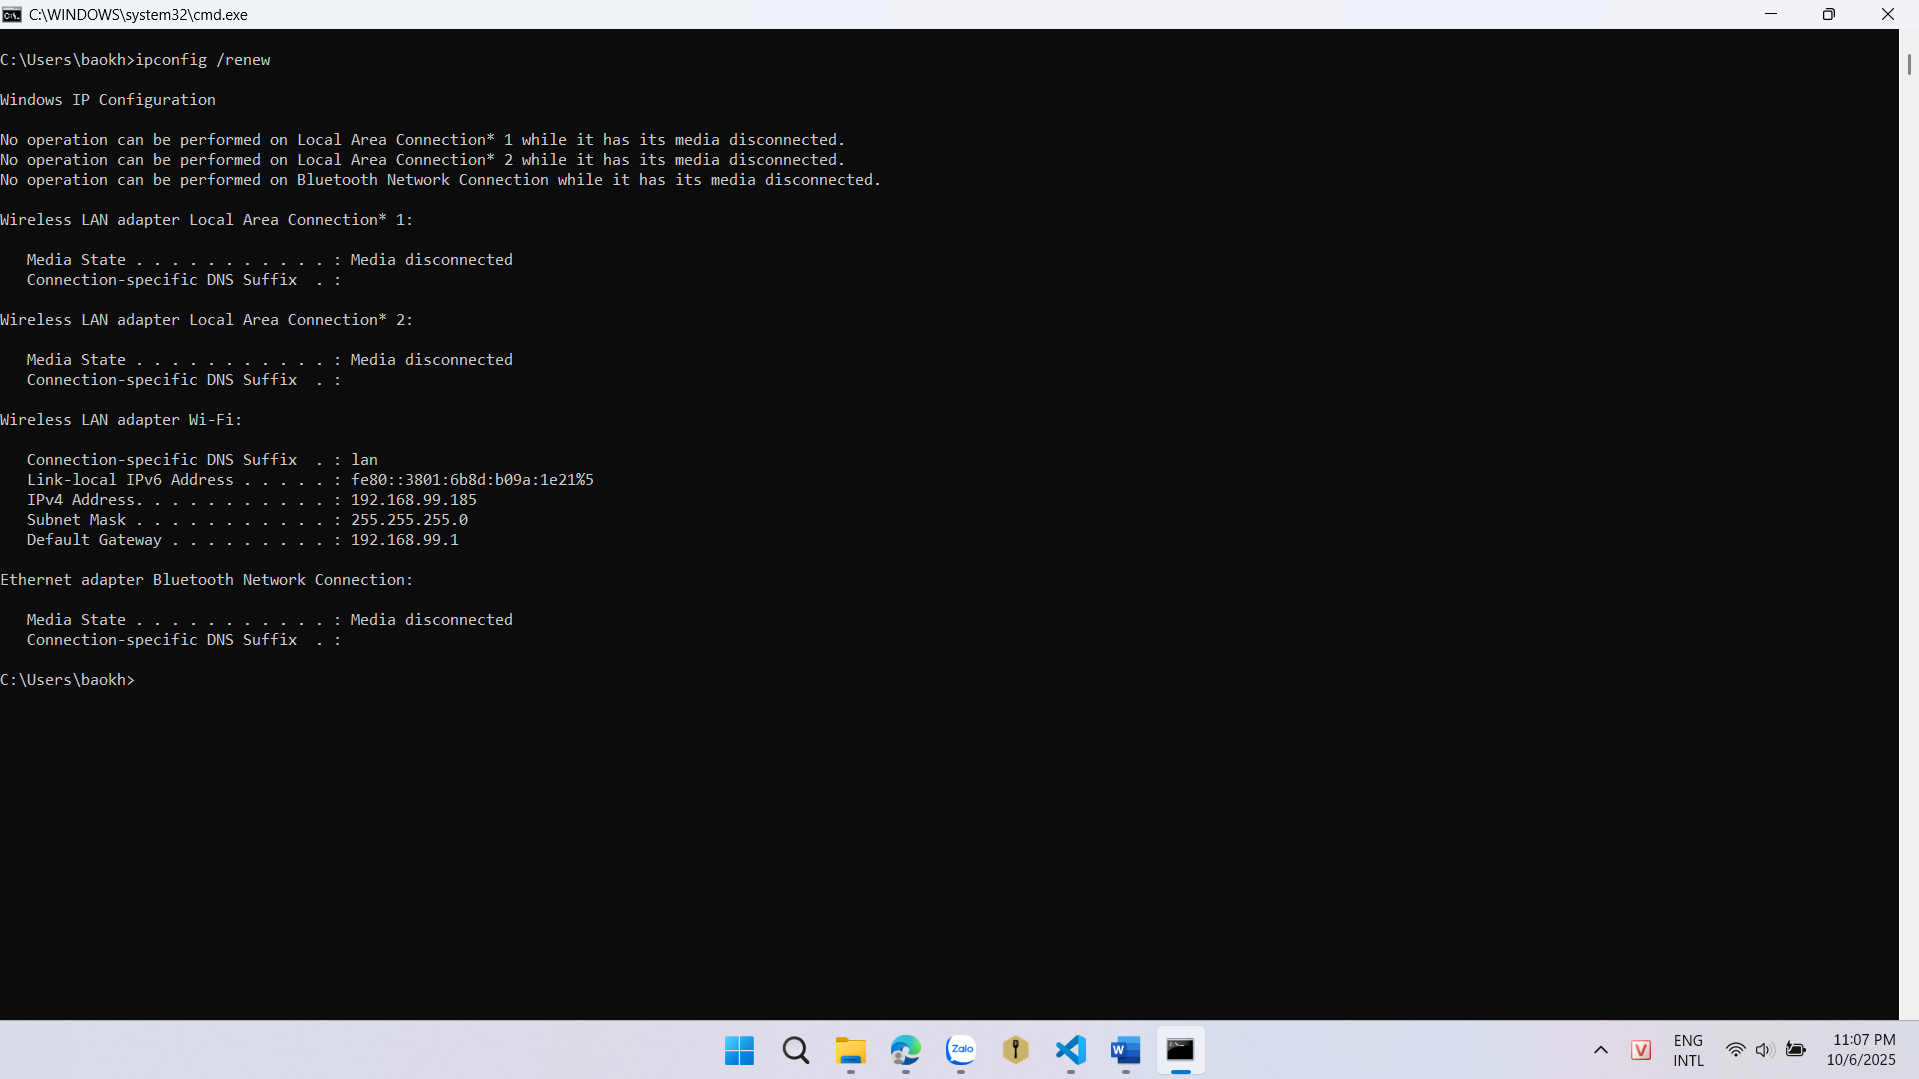 C:\WINDOWS\system32\cmd.exe
C:\Users\baokh>ipconfig /renew
Windows IP Configuration
No operation can be performed on Local Area Connection* 1 while it has its media disconnected.
No operation can be performed on Local Area Connection* 2 while it has its media disconnected.
No operation can be performed on Bluetooth Network Connection while it has its media disconnected.
Wireless LAN adapter Local Area Connection* 1:
Media State . . . . . . . . . . . : Media disconnected
Connection-specific DNS Suffix  . :
Wireless LAN adapter Local Area Connection* 2:
Media State . . . . . . . . . . . : Media disconnected
Connection-specific DNS Suffix  . :
Wireless LAN adapter Wi-Fi:
Connection-specific DNS Suffix  . : lan
Link-local IPv6 Address . . . . . : fe80::3801:6b8d:b09a:1e21%5
IPv4 Address. . . . . . . . . . . : 192.168.99.185
Subnet Mask . . . . . . . . . . . : 255.255.255.0
Default Gateway . . . . . . . . . : 192.168.99.1
Ethernet adapter Bluetooth Network Connection:
Media State . . . . . . . . . . . : Media disconnected
Connection-specific DNS Suffix  . :
C:\Users\baokh>
Zalo
W
V
ENG
INTL
11:07 PM
10/6/2025